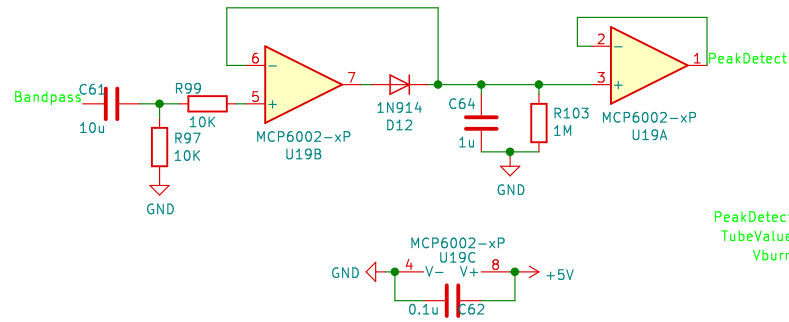 Bandpass
C61
10u
R99
10K
R97
10K
GND
6
5
7
MCP6002-xP
U19B
1N914
D12
C64
1u
R103
1M
GND
2
3
1
PeakDetect
MCP6002-xP
U19A
PeakDetect
TubeValue
Vburn
MCP6002-xP
U19C
GND
4
V-
V+
8
+5V
0.1u
C62